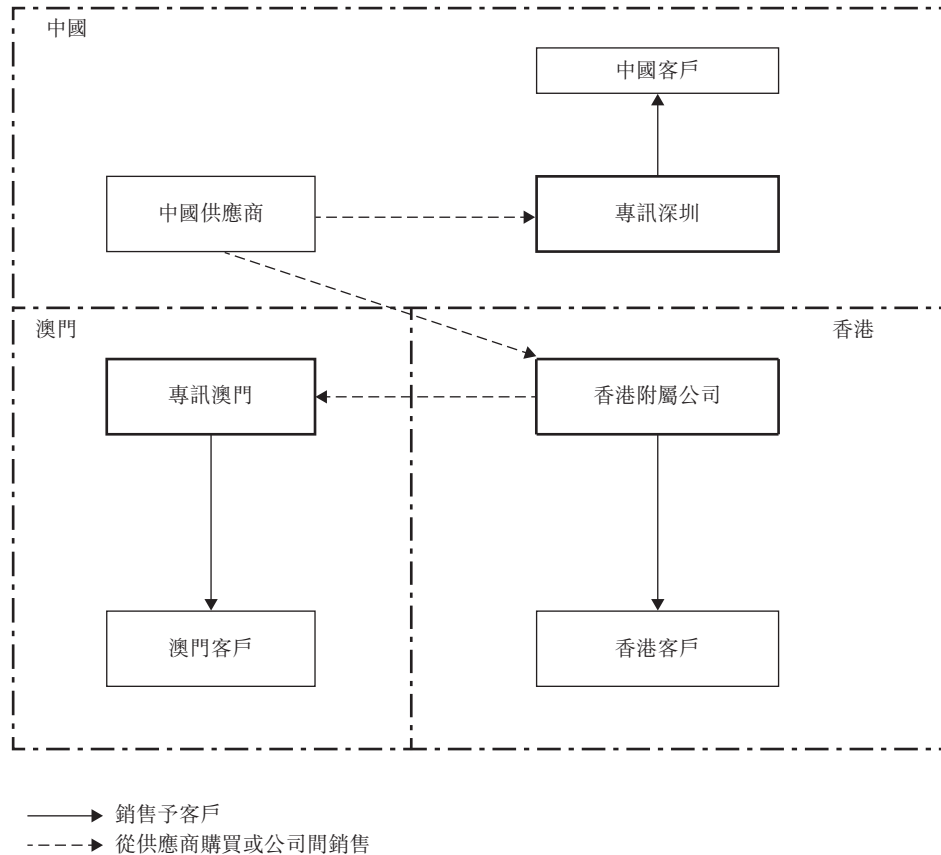 中國
中國客戶
中國供應商
專訊深圳
澳門
香港
專訊澳門
香港附屬公司
澳門客戶
香港客戶
銷售予客戶
從供應商購買或公司間銷售